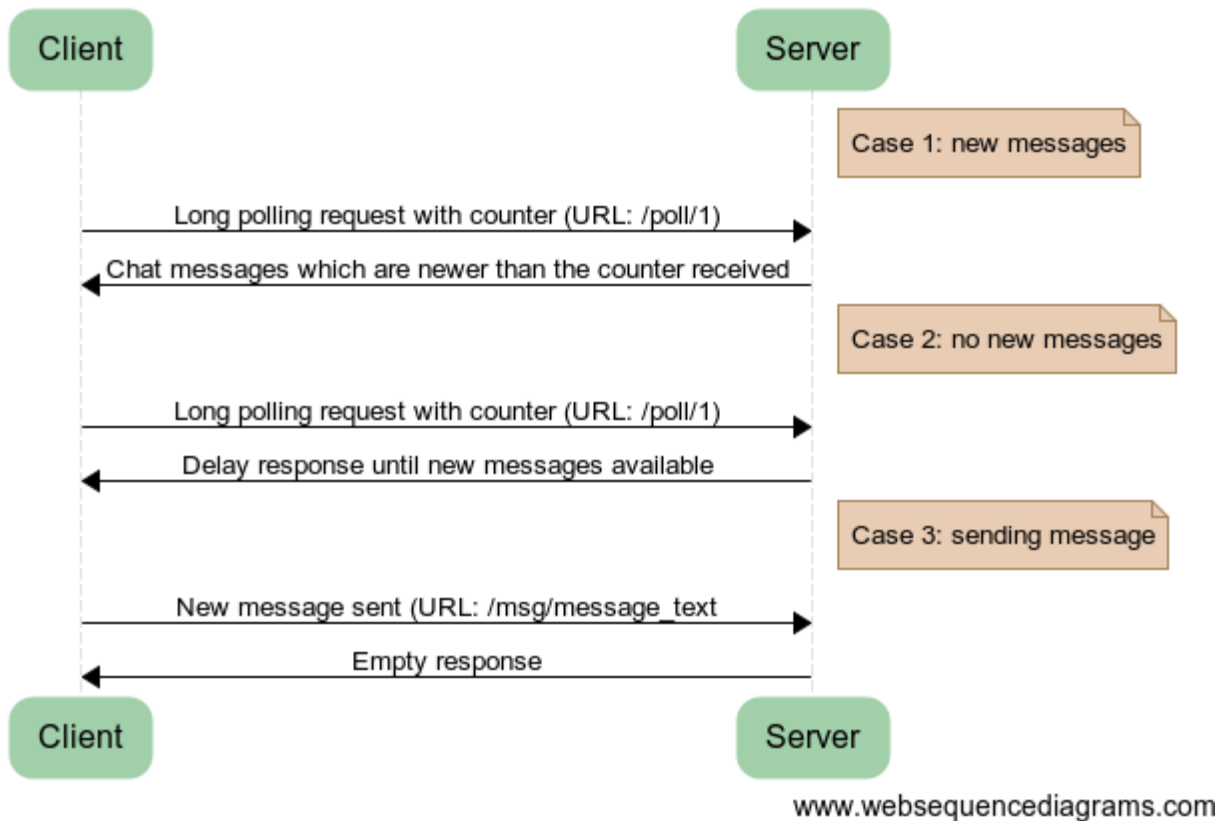 Client
Server
Case 1: new messages
Long polling request with counter (URL: /poll/1)
Chat messages which are newer than the counter received
Case 2: no new messages
Long polling request with counter (URL: /poll/1)
Delay response until new messages available
Case 3: sending message
New message sent (URL: /msg/message_text
Empty response
Client
Server
www.websequencediagrams.com